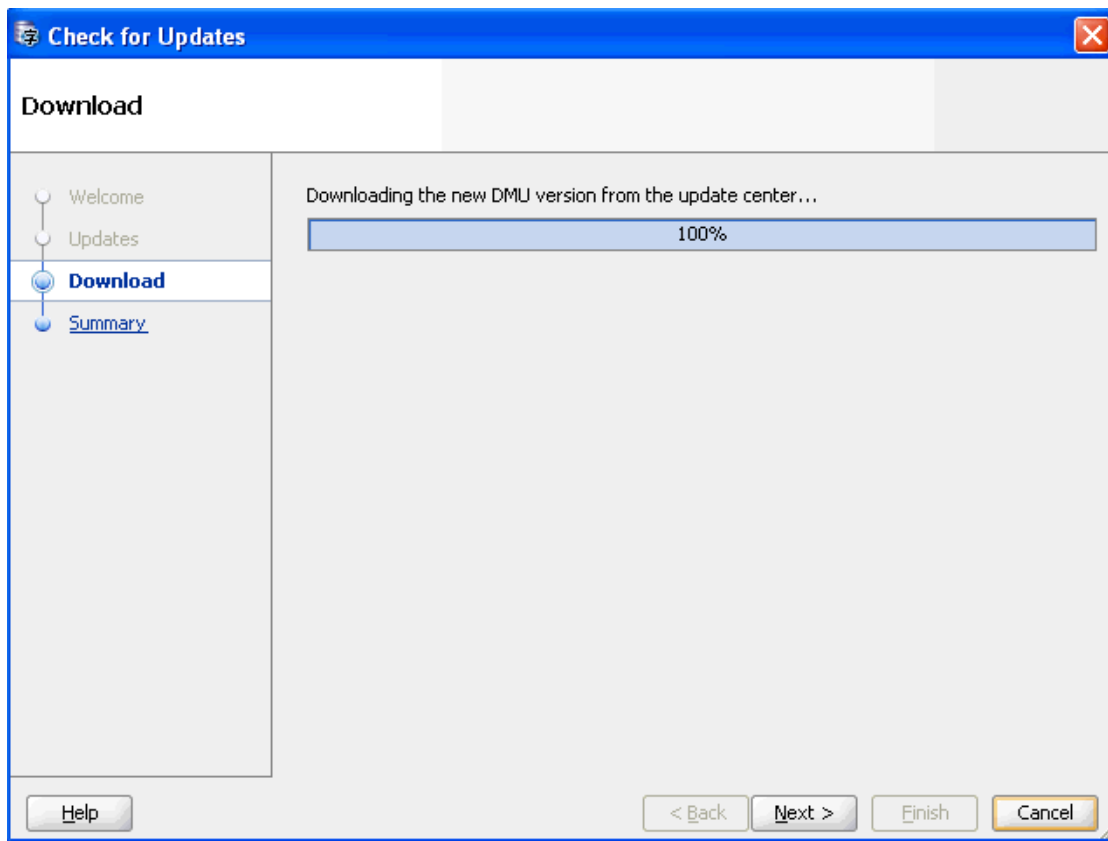 Check for Updates
Download
Welcome
Updates
Download
Summary
Downloading the new DMU version from the update center...
100%
Help
< Back
Next >
Finish
Cancel